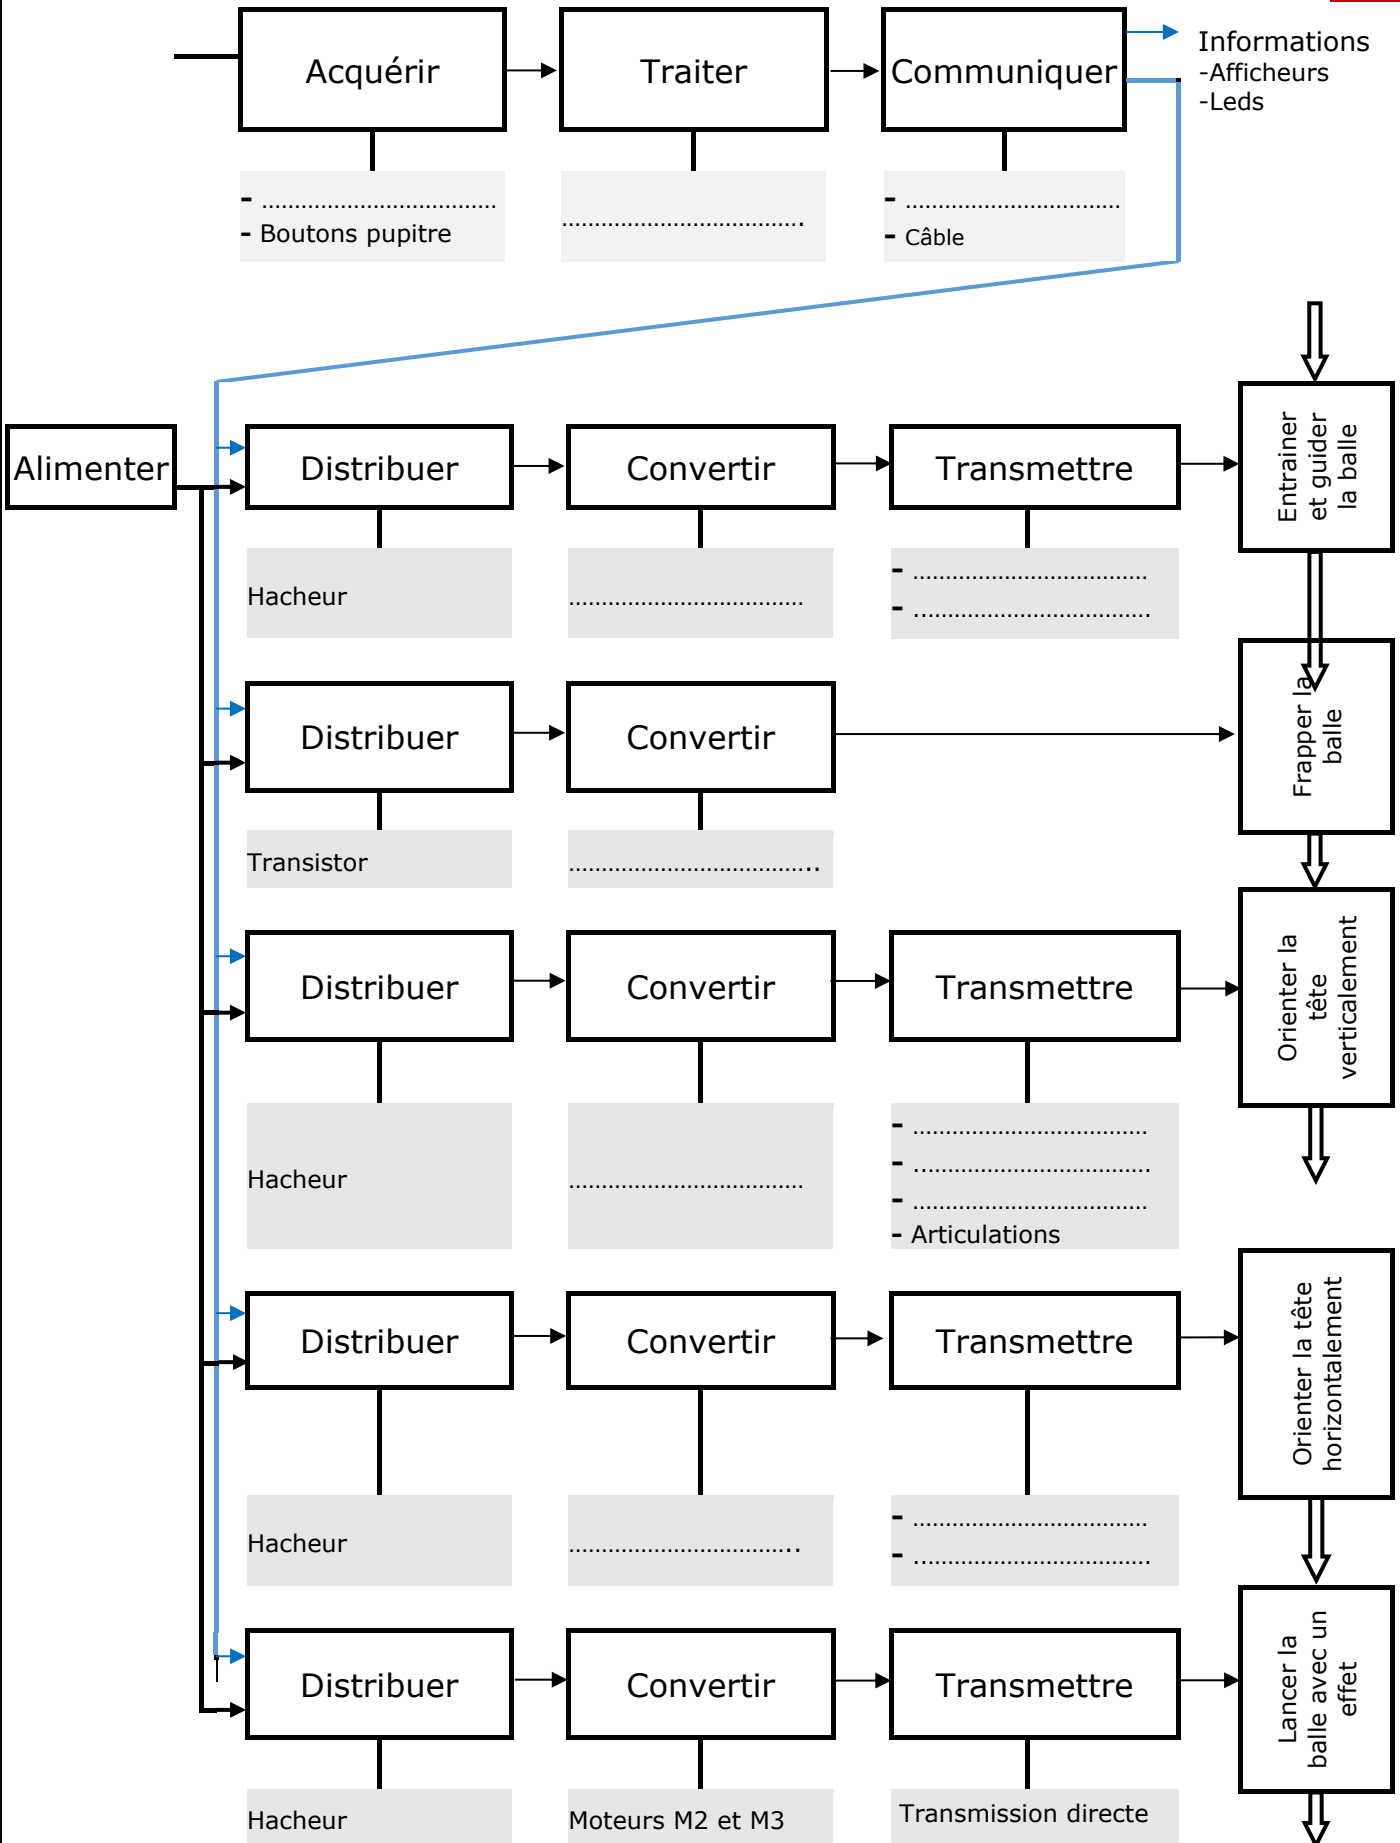 Acquérir
Traiter
Communiquer
Informations
-Afficheurs
-Leds
- ....................................
- Boutons pupitre
.....................................
- .................................
- Câble
Alimenter
Distribuer
Convertir
Transmettre
Entrainer
et guider
la balle
Hacheur
....................................
- ....................................
- ....................................
Distribuer
Convertir
Frapper la
balle
Transistor
......................................
Distribuer
Convertir
Transmettre
Orienter la
tête
verticalement
Hacheur
....................................
- ....................................
- ....................................
- ....................................
- Articulations
Distribuer
Convertir
Transmettre
Orienter la tête
horizontalement
Hacheur
...................................
- ....................................
- ....................................
Distribuer
Convertir
Transmettre
Lancer la
balle avec un
effet
Hacheur
Moteurs M2 et M3
Transmission directe